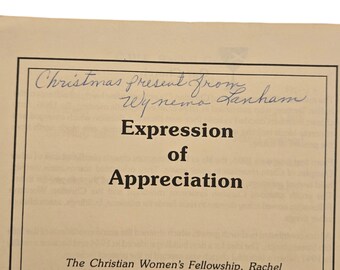 Christmas present from
Wynema Lanham
Expression
of
Appreciation
The Christian Women's Fellowship, Rachel